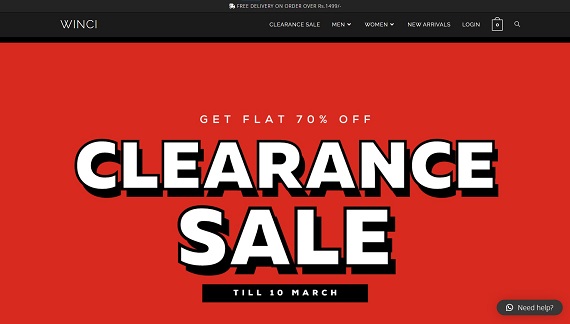 FREE DELIVERY ON ORDER OVER Rs.1499/-
WINCI
CLEARANCE SALE MEN WOMEN NEW ARRIVALS LOGIN 0
GET FLAT 70% OFF
CLEARANCE
SALE
TILL 10 MARCH
Need help?